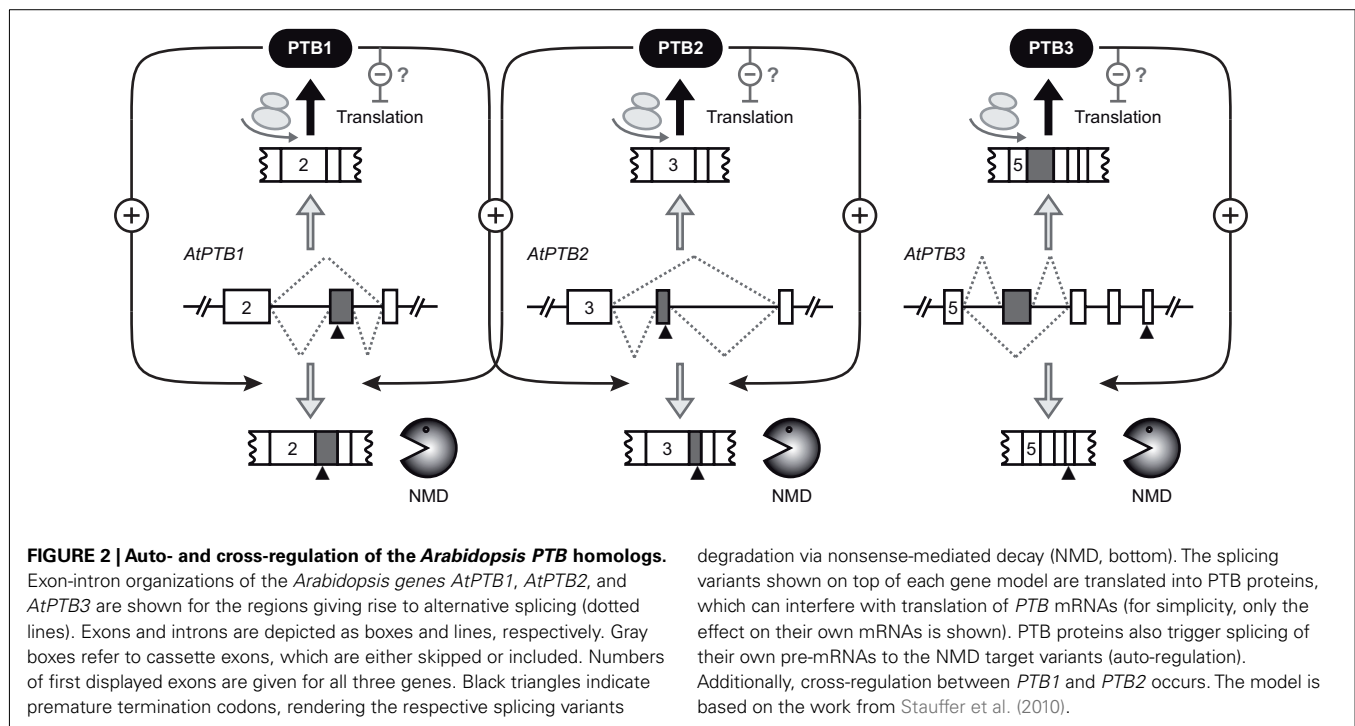 PTB1
PTB2
PTB3
?
?
?
Translation
Translation
Translation
2
3
5
+
+
+
AtPTB1
AtPTB2
AtPTB3
2
3
5
2
3
5
NMD
NMD
NMD
FIGURE 2 | Auto- and cross-regulation of the Arabidopsis PTB homologs.
Exon-intron organizations of the Arabidopsis genes AtPTB1, AtPTB2, and
AtPTB3 are shown for the regions giving rise to alternative splicing (dotted
lines). Exons and introns are depicted as boxes and lines, respectively. Gray
boxes refer to cassette exons, which are either skipped or included. Numbers
of first displayed exons are given for all three genes. Black triangles indicate
premature termination codons, rendering the respective splicing variants
degradation via nonsense-mediated decay (NMD, bottom). The splicing
variants shown on top of each gene model are translated into PTB proteins,
which can interfere with translation of PTB mRNAs (for simplicity, only the
effect on their own mRNAs is shown). PTB proteins also trigger splicing of
their own pre-mRNAs to the NMD target variants (auto-regulation).
Additionally, cross-regulation between PTB1 and PTB2 occurs. The model is
based on the work from Stauffer et al. (2010).